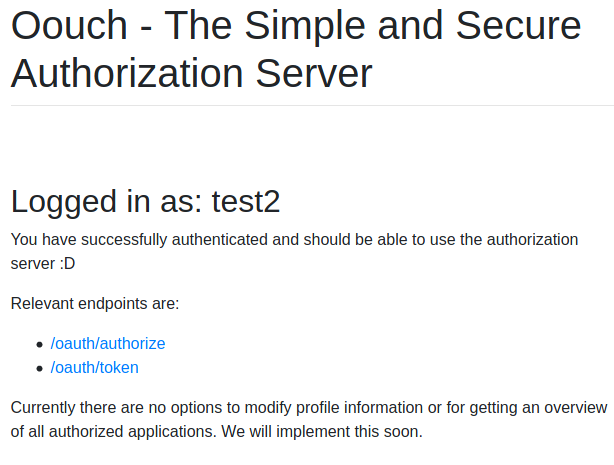 Oouch - The Simple and Secure
Authorization Server
Logged in as: test2
You have successfully authenticated and should be able to use the authorization
server :D
Relevant endpoints are:
/oauth/authorize
/oauth/token
Currently there are no options to modify profile information or for getting an overview
of all authorized applications. We will implement this soon.